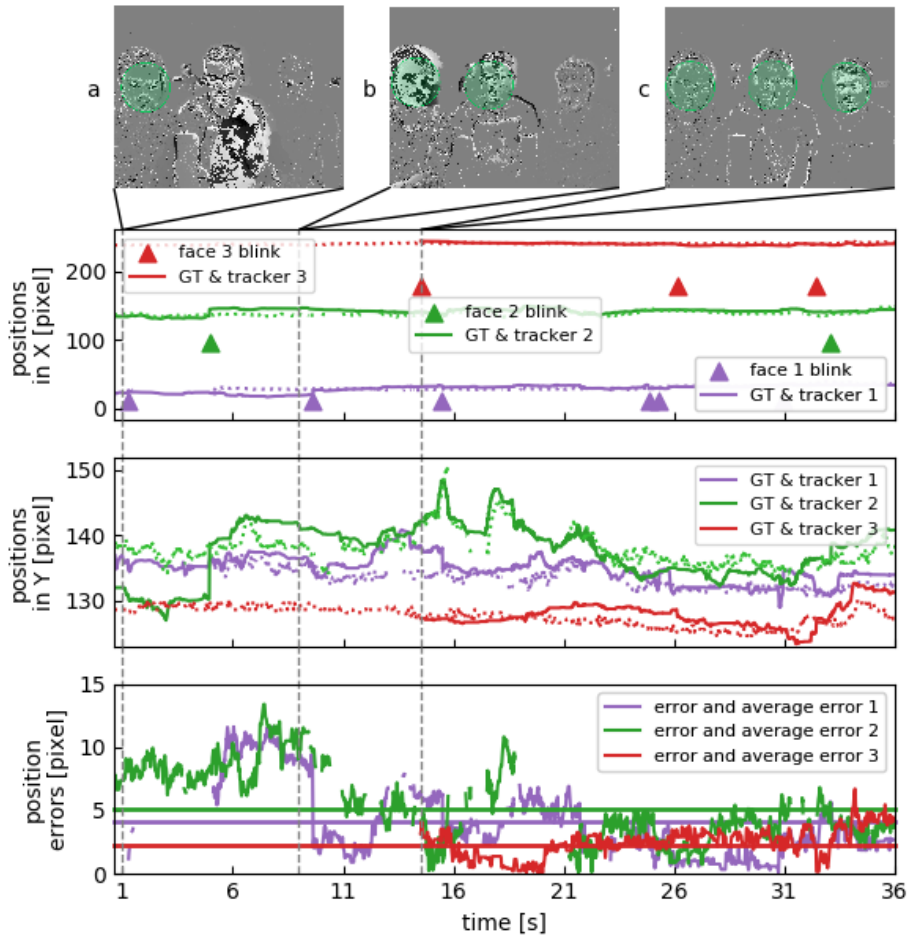 a
b
c
positions
in X [pixel]
200
100
0
face 3 blink
GT & tracker 3
face 2 blink
GT & tracker 2
face 1 blink
GT & tracker 1
positions
in Y [pixel]
150
140
130
GT & tracker 1
GT & tracker 2
GT & tracker 3
position
errors [pixel]
15
10
5
0
error and average error 1
error and average error 2
error and average error 3
1 6 11 16 21 26 31 36
time [s]